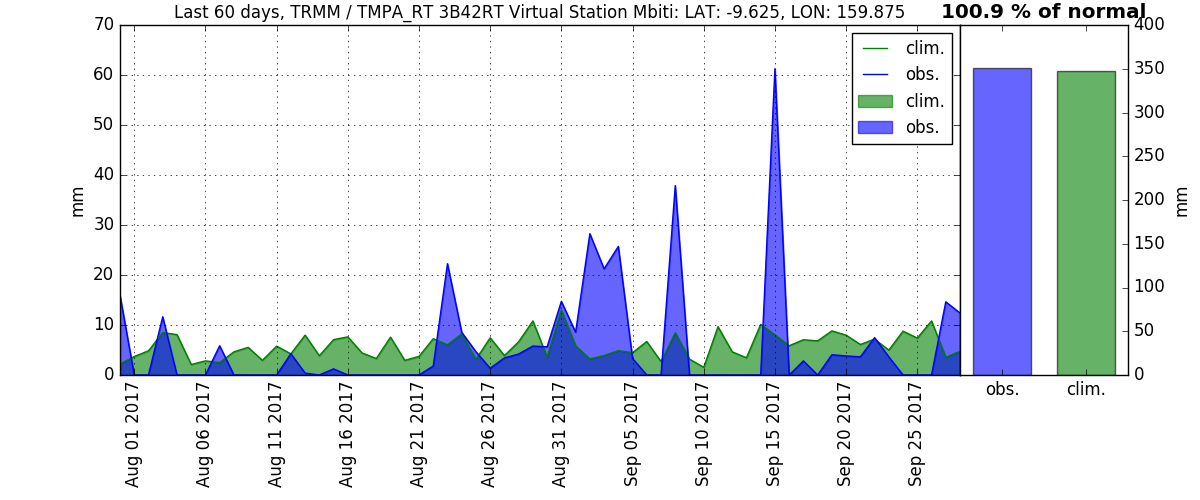 Last 60 days, TRMM / TMPA_RT 3B42RT Virtual Station Mbiti: LAT: -9.625, LON: 159.875
100.9 % of normal
70
60
50
40
30
20
10
0
mm
clim.
obs.
clim.
obs.
400
350
300
250
200
150
100
50
0
mm
Aug 01 2017
Aug 06 2017
Aug 11 2017
Aug 16 2017
Aug 21 2017
Aug 26 2017
Aug 31 2017
Sep 05 2017
Sep 10 2017
Sep 15 2017
Sep 20 2017
Sep 25 2017
obs.
clim.